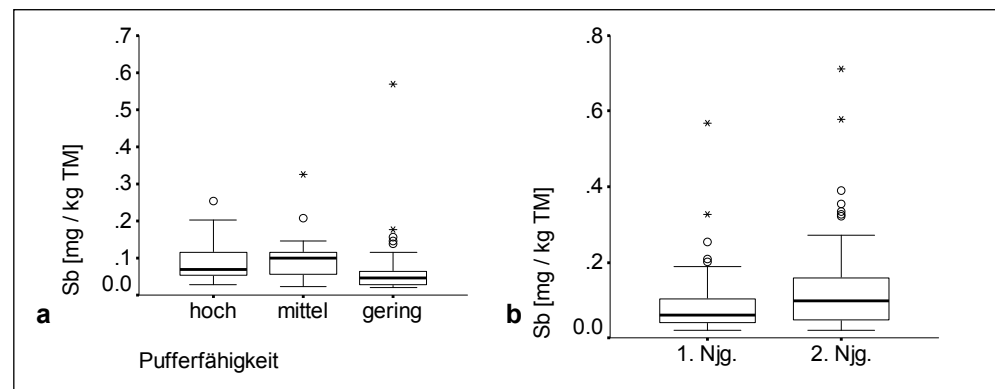 .7
.6
.5
.4
.3
.2
.1
0.0
Sb [mg / kg TM]
hoch mittel gering
a
Pufferfähigkeit
.8
.6
.4
.2
0.0
Sb [mg / kg TM]
1. Njg. 2. Njg.
b